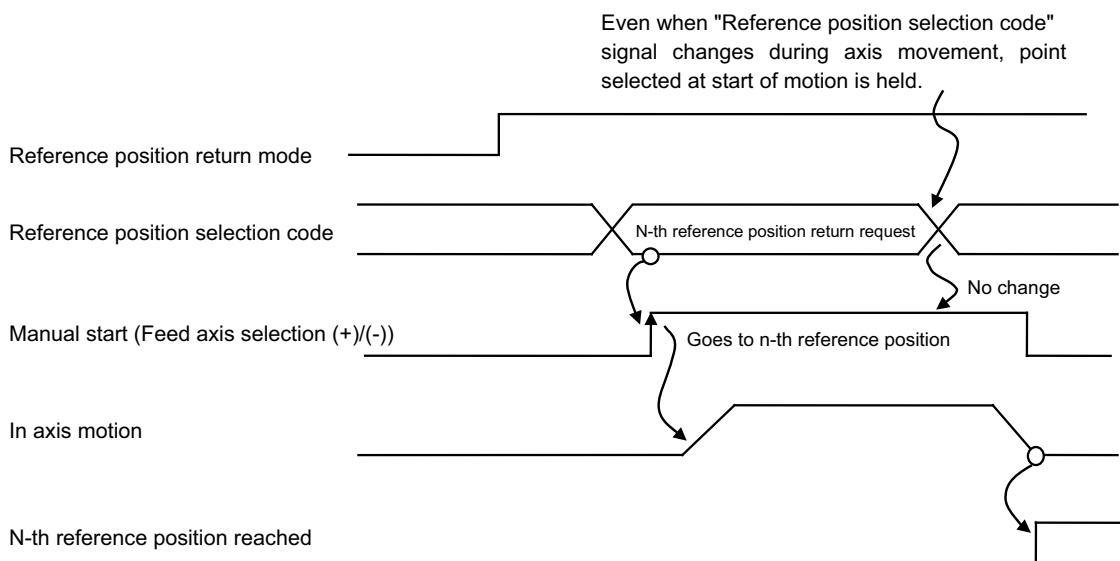 Even when "Reference position selection code"
signal changes during axis movement, point
selected at start of motion is held.
Reference position return mode
Reference position selection code
N-th reference position return request
No change
Manual start (Feed axis selection (+)/(-))
Goes to n-th reference position
In axis motion
N-th reference position reached